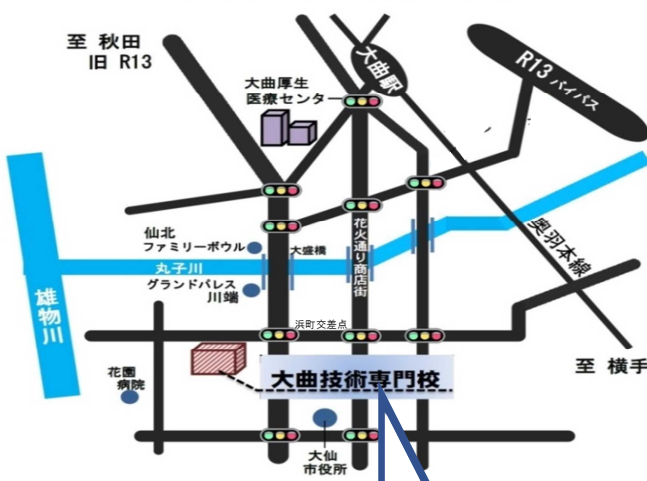 至 秋田
旧 R13
大曲厚生
医療センター
大曲駅
R13 バイパス
仙北
ファミリーボウル
大盛橋
花火通り商店街
丸子川
グランドパレス
川端
奥羽本線
雄物川
浜町交差点
至 横手
花園
病院
大曲技術専門校
大仙
市役所